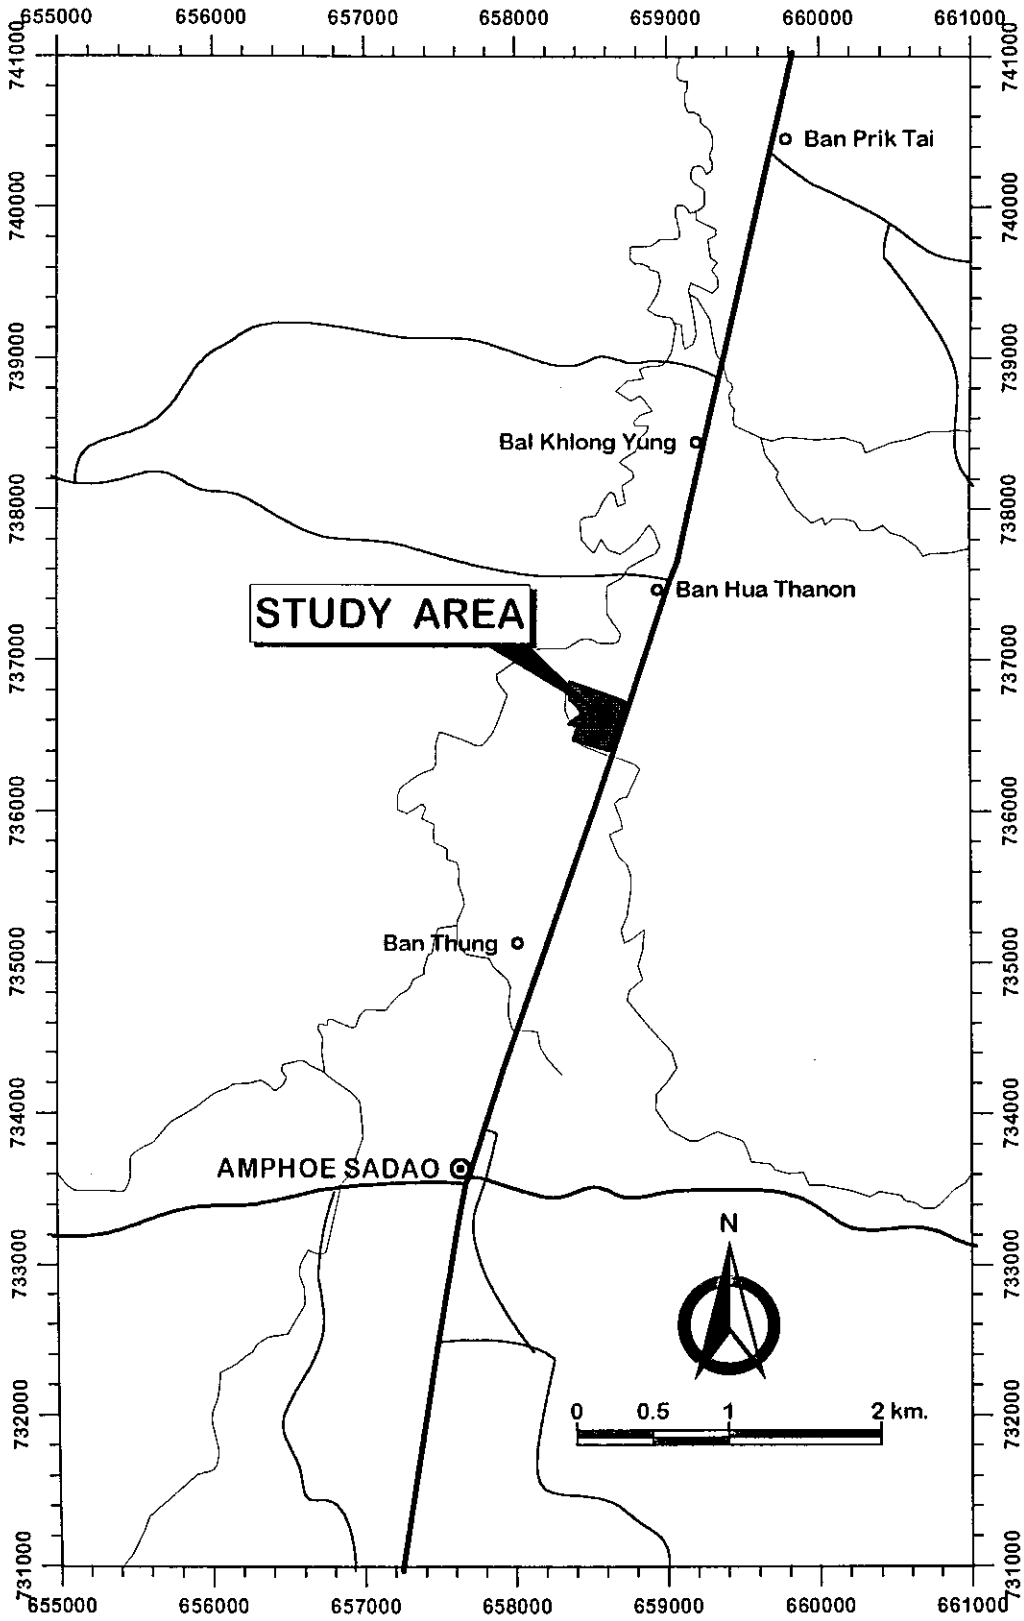 655000 656000 657000 658000 659000 660000 661000
741000 741000
Ban Prik Tai
740000 740000
739000 739000
Bal Khlong Yung
738000 738000
Ban Hua Thanon
STUDY AREA
737000 737000
736000 736000
Ban Thung
735000 735000
734000 734000
AMPHOE SADAO
N
733000 733000
0 0.5 1 2 km.
732000 732000
731000 731000
655000 656000 657000 658000 659000 660000 661000